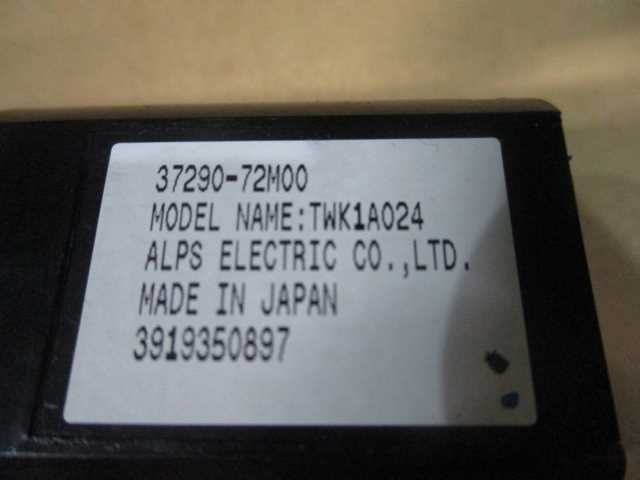 37290-72M00
MODEL NAME:TWK1A024
ALPS ELECTRIC CO.,LTD.
MADE IN JAPAN
3919350897